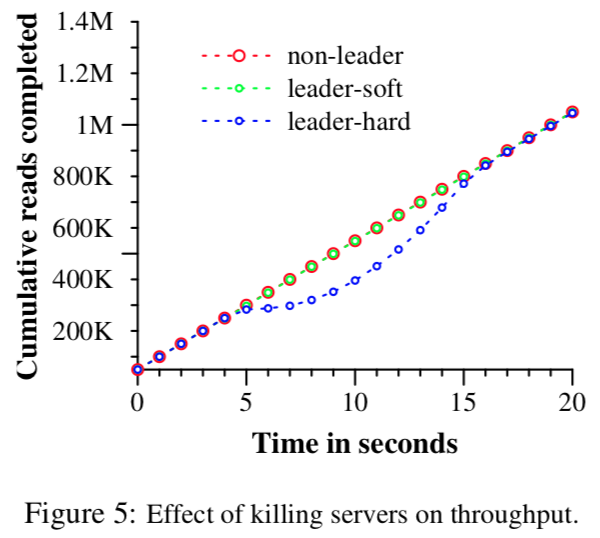 1.4M
1.2M
1M
800K
600K
400K
200K
Cumulative reads completed
non-leader
leader-soft
leader-hard
0 5 10 15 20
Time in seconds
Figure 5: Effect of killing servers on throughput.